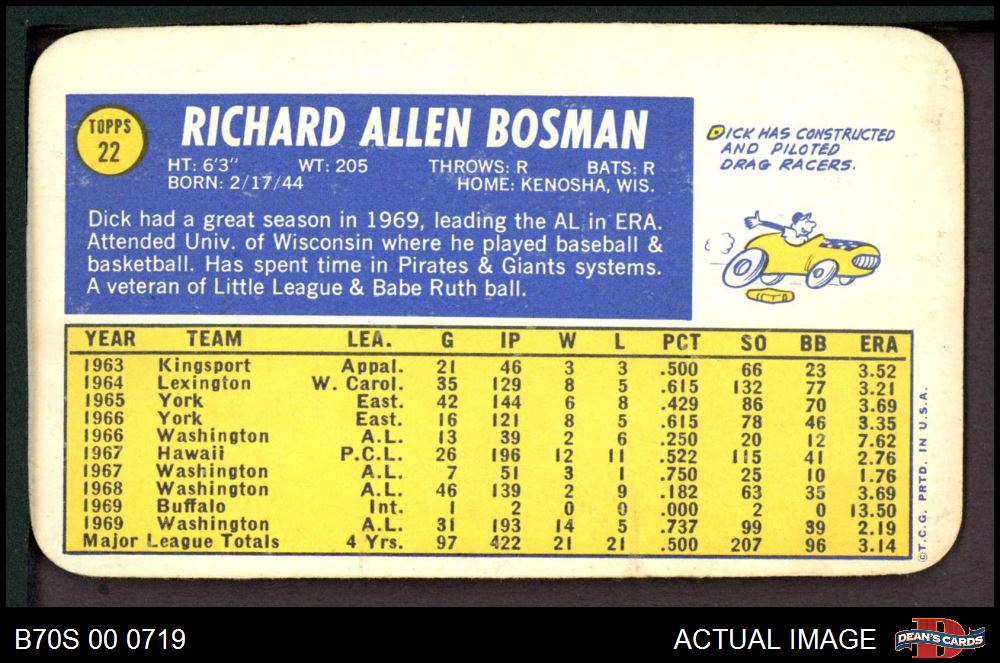 TOPPS
22
RICHARD ALLEN BOSMAN
HT: 6'3" WT: 205 THROWS: R BATS: R
BORN: 2/17/44 HOME: KENOSHA, WIS.
Dick had a great season in 1969, leading the AL in ERA.
Attended Univ. of Wisconsin where he played baseball &
basketball. Has spent time in Pirates & Giants systems.
A veteran of Little League & Babe Ruth ball.
DICK HAS CONSTRUCTED
AND PILOTED
DRAG RACERS.
YEAR TEAM LEA. G IP W L PCT SO BB ERA
1963 Kingsport Appal. 21 46 3 3 .500 66 23 3.52
1964 Lexington W. Carol. 35 129 8 5 .615 132 77 3.21
1965 York East. 42 144 6 8 .429 86 70 3.69
1966 York East. 16 121 8 5 .615 78 46 3.35
1966 Washington A.L. 13 39 2 6 .250 20 12 7.62
1967 Hawaii P.C.L. 26 196 12 11 .522 115 41 2.76
1967 Washington A.L. 7 51 3 1 .750 25 10 1.76
1968 Washington A.L. 46 139 2 9 .182 63 35 3.69
1969 Buffalo Int. 1 2 0 0 .000 2 0 13.50
1969 Washington A.L. 31 193 14 5 .737 99 39 2.19
Major League Totals 4 Yrs. 97 422 21 21 .500 207 96 3.14
©T.C.G. PRTD. IN U.S.A.
B70S 00 0719 ACTUAL IMAGE
DEAN'S CARDS